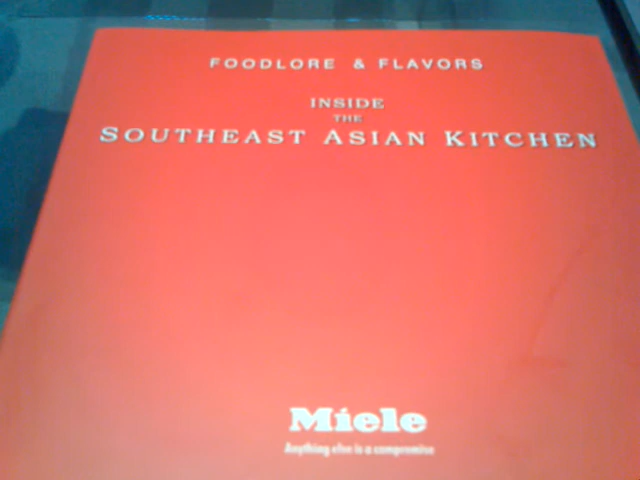 FOODLORE & FLAVORS
INSIDE
THE
SOUTHEAST ASIAN KITCHEN
Miele
Anything else is a compromise